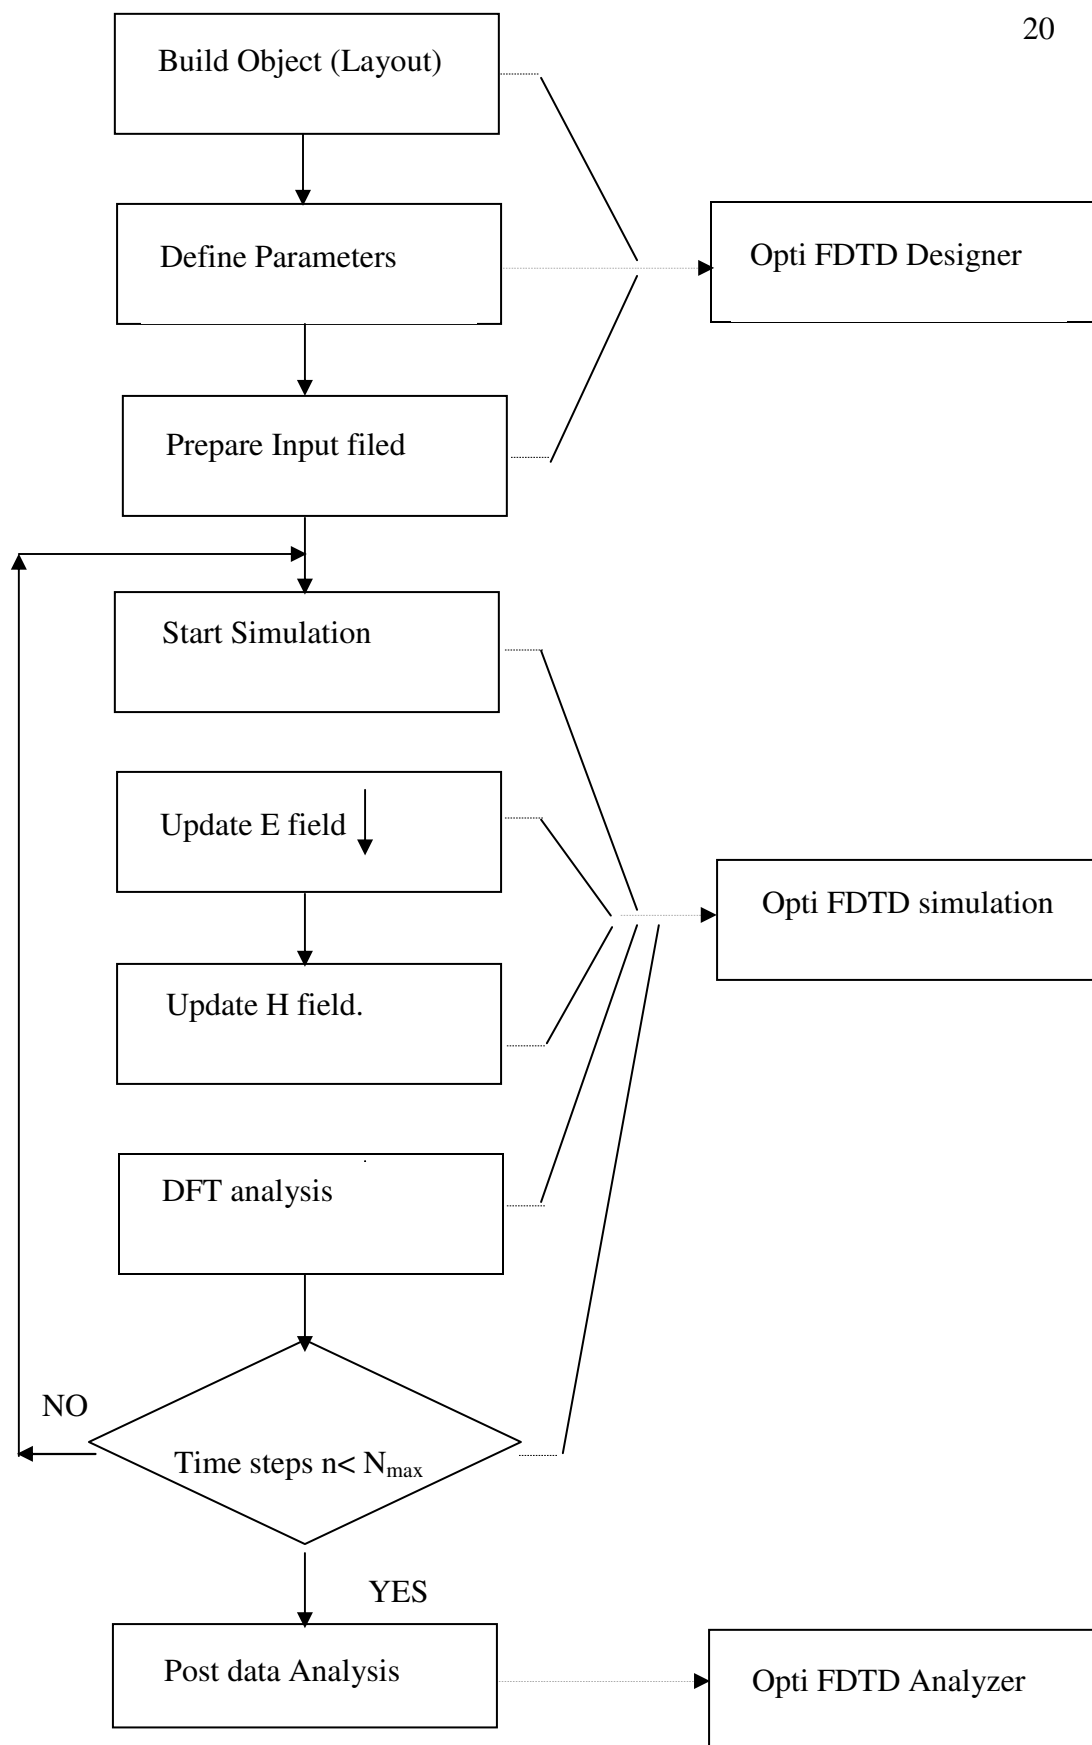 20
Build Object (Layout)
Define Parameters
Opti FDTD Designer
Prepare Input filed
Start Simulation
Update E field
Opti FDTD simulation
Update H field.
DFT analysis
NO
Time steps n< Nmax
YES
Post data Analysis
Opti FDTD Analyzer